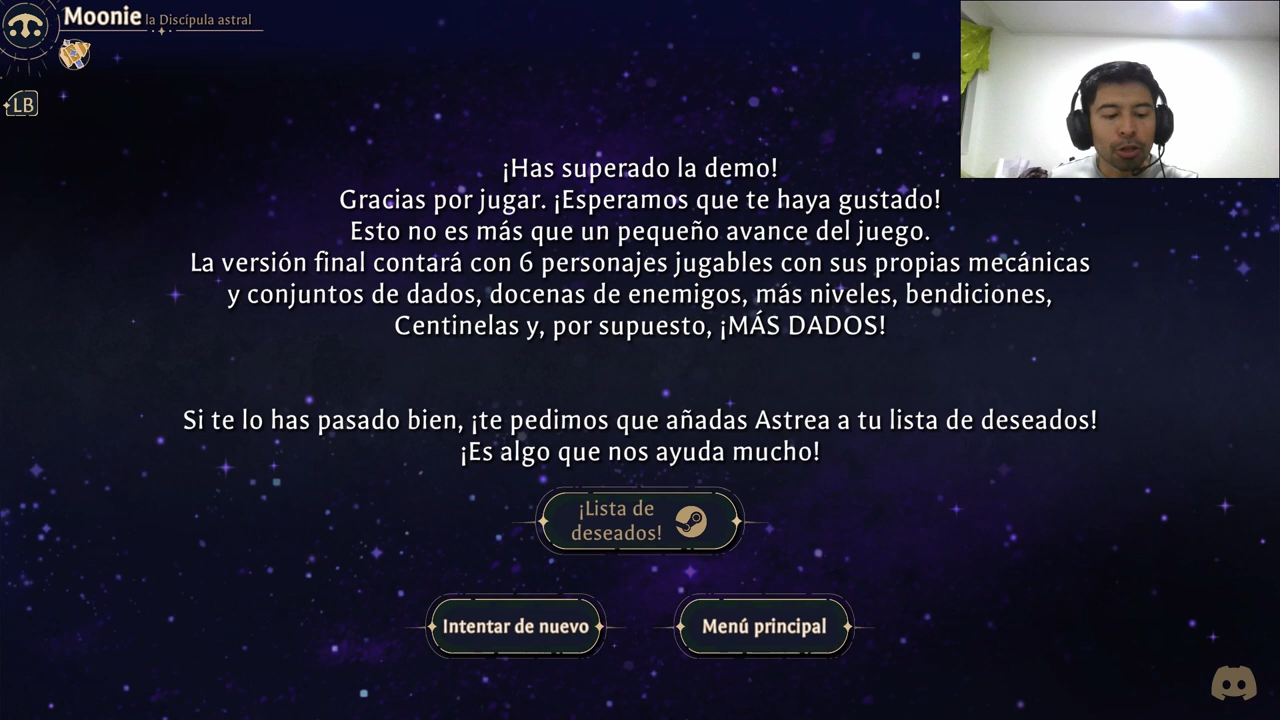 Moonie la Discípula astral
LB
¡Has superado la demo!
Gracias por jugar. ¡Esperamos que te haya gustado!
Esto no es más que un pequeño avance del juego.
La versión final contará con 6 personajes jugables con sus propias mecánicas
y conjuntos de dados, docenas de enemigos, más niveles, bendiciones,
Centinelas y, por supuesto, ¡MÁS DADOS!
Si te lo has pasado bien, ¡te pedimos que añadas Astrea a tu lista de deseados!
¡Es algo que nos ayuda mucho!
¡Lista de
deseados!
Intentar de nuevo
Menú principal